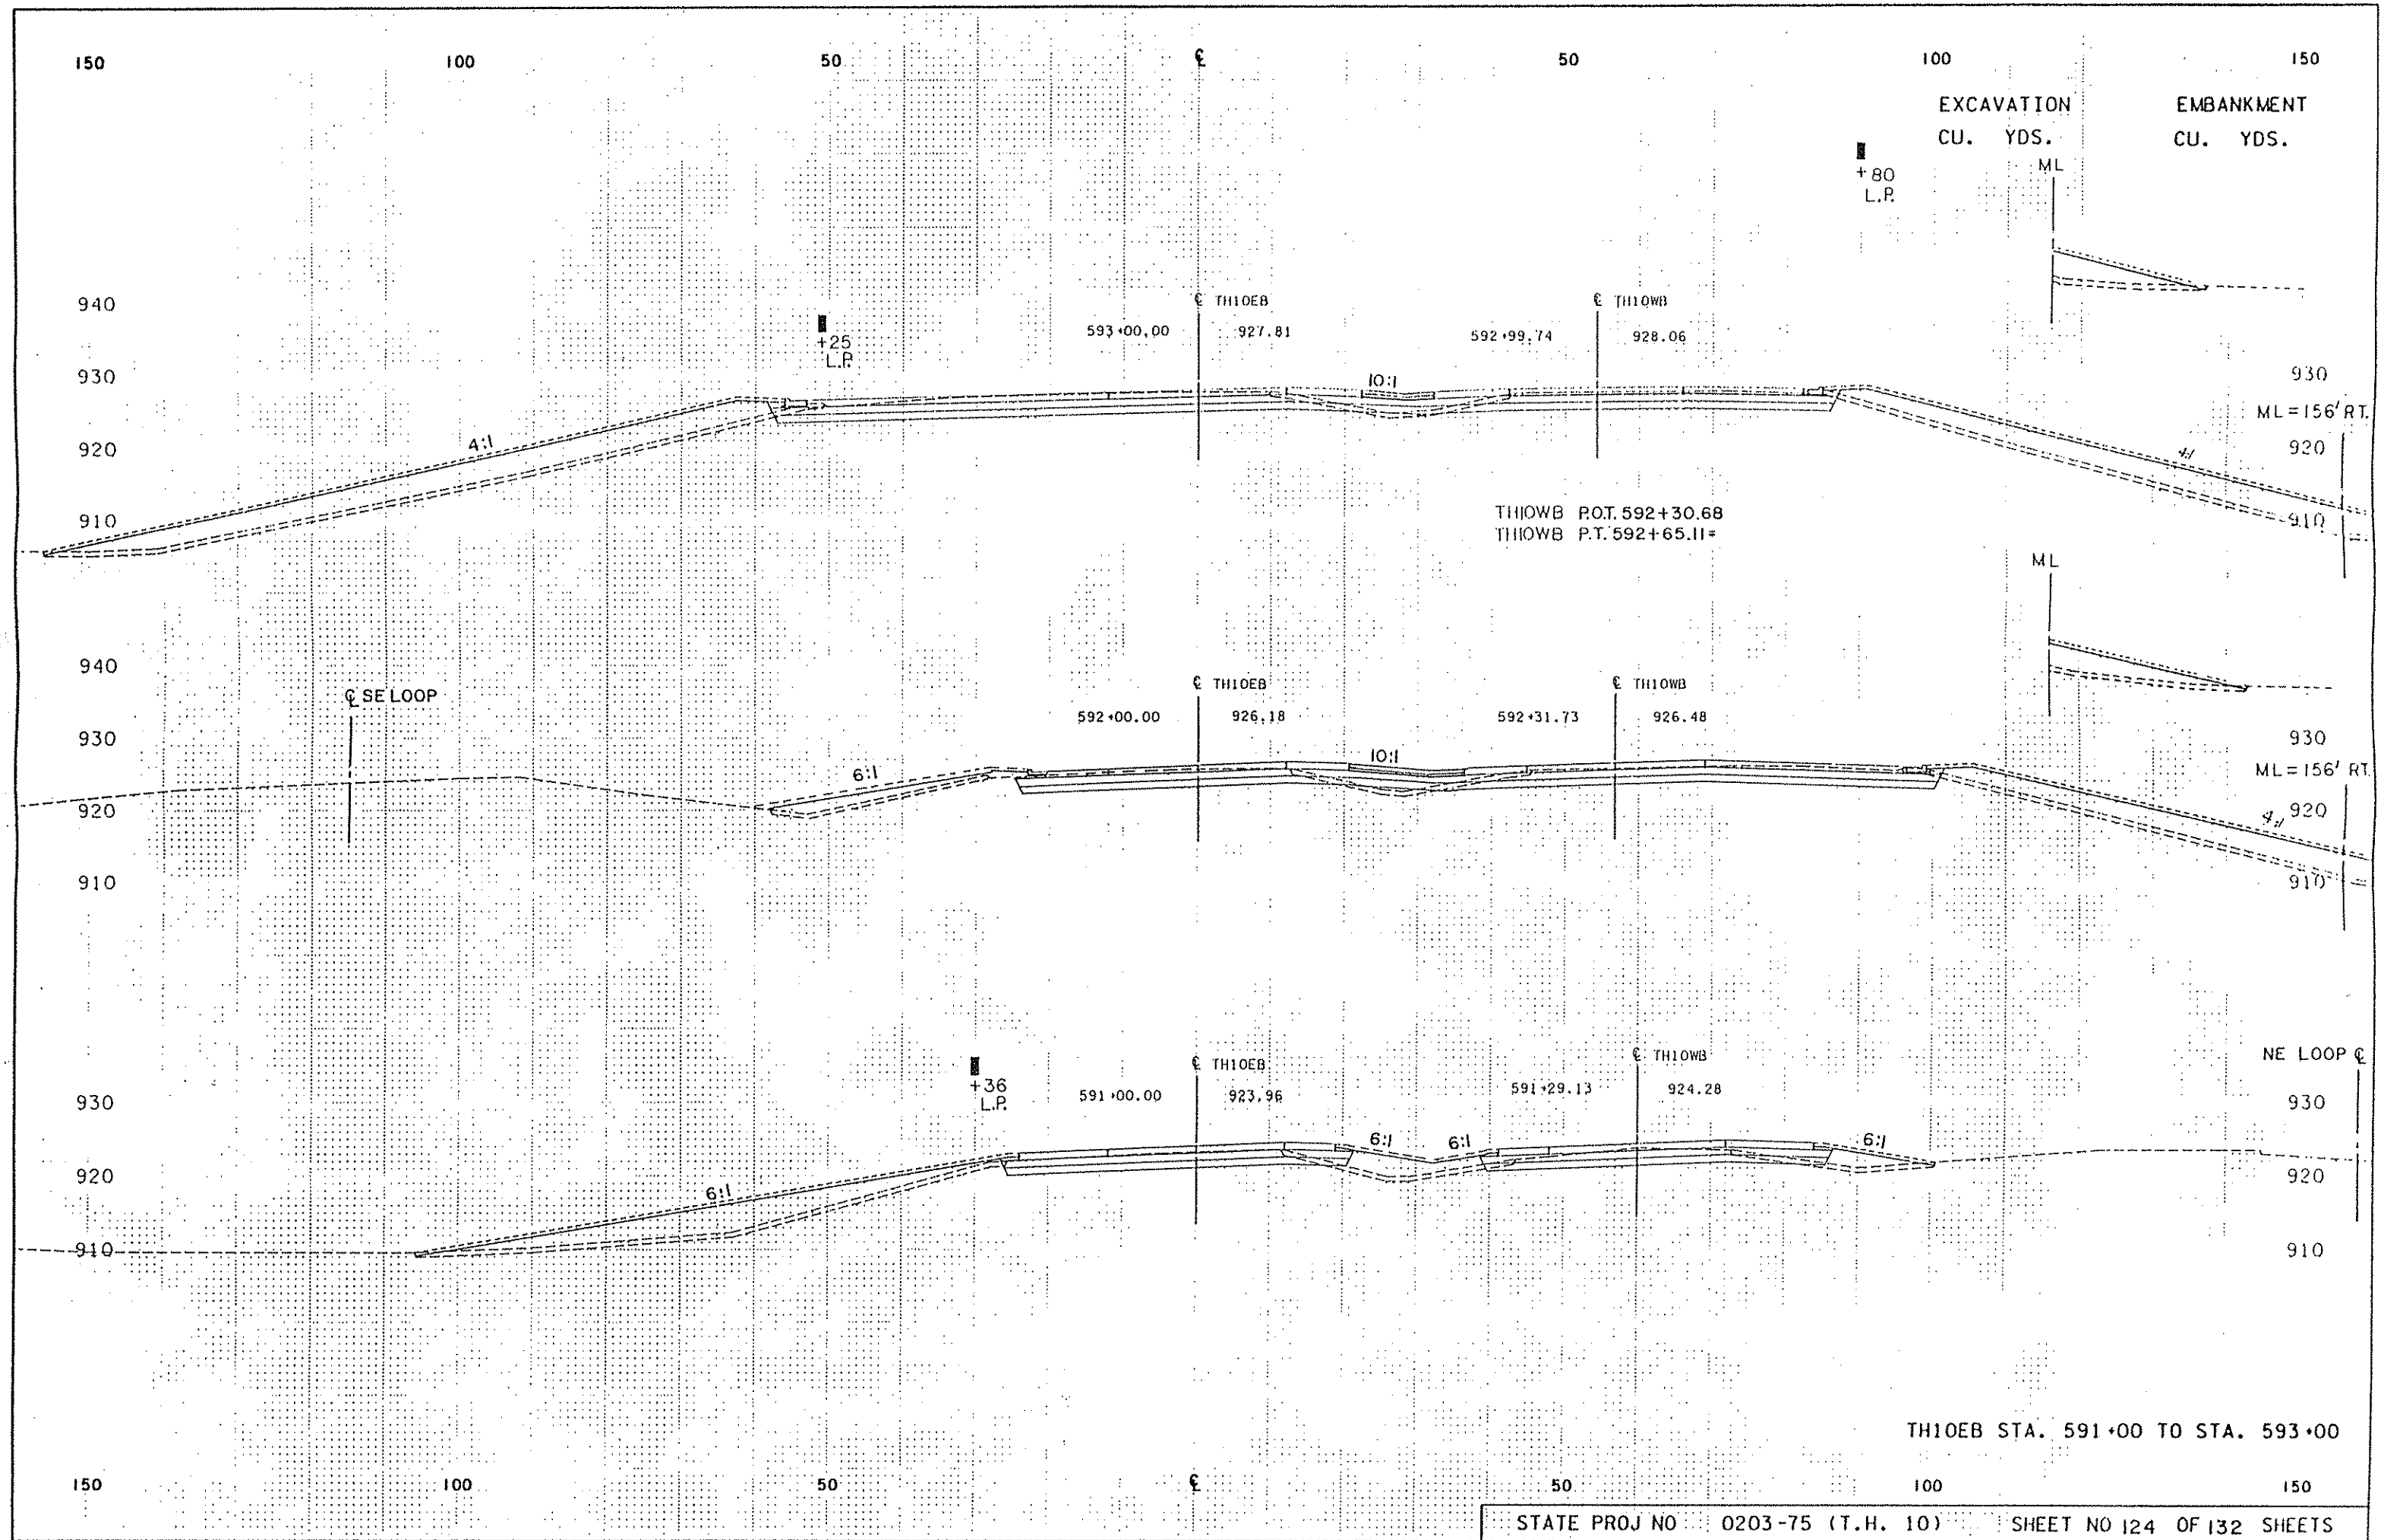 150 100 50 ℄ 50 100 150
EXCAVATION EMBANKMENT
CU. YDS. CU. YDS.
+80
L.P.
ML
940
℄ TH10EB ℄ TH10WB
+25
L.P.
593+00.00 927.81 592+99.74 928.06
930 10:1 930
ML=156' RT.
4:1
920 4:1 920
910 910
TH10WB P.O.T. 592+30.68
TH10WB P.T. 592+65.11=
ML
940
℄ SE LOOP ℄ TH10EB ℄ TH10WB
592+00.00 926.18 592+31.73 926.48
930 930
10:1
6:1 ML=156' RT.
920 4:1 920
910 910
NE LOOP ℄
℄ TH10EB ℄ TH10WB
+36
L.P.
591+00.00 923.96 591+29.13 924.28
930 930
6:1 6:1 6:1
920 920
6:1
910 910
TH10EB STA. 591+00 TO STA. 593+00
150 100 50 ℄ 50 100 150
STATE PROJ NO 0203-75 (T.H. 10) SHEET NO 124 OF 132 SHEETS